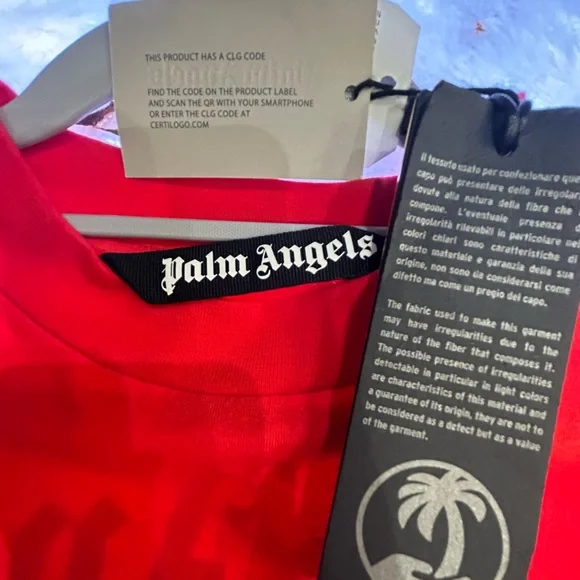 THIS PRODUCT HAS A CLG CODE
FIND THE CODE ON THE PRODUCT LABEL
AND SCAN THE QR WITH YOUR SMARTPHONE
OR ENTER THE CLG CODE AT
CERTILOGO.COM
Palm Angels
Il tessuto usato per confezionare que
capo può presentare delle irregolar
dovute alla natura della fibra che
compone. L'eventuale presenza
irregolarità rilevabili in particolare ne
colori chiari sono caratteristiche di
questo materiale e garanzia della sua
origine, non sono da considerarsi come
difetto ma come un pregio del capo.
The fabric used to make this garment
may have irregularities due to the
nature of the fiber that composes it.
The possible presence of irregularities
detectable in particular in light colors
are characteristics of this material and
a guarantee of its origin, they are not to
be considered as a defect but as a value
of the garment.